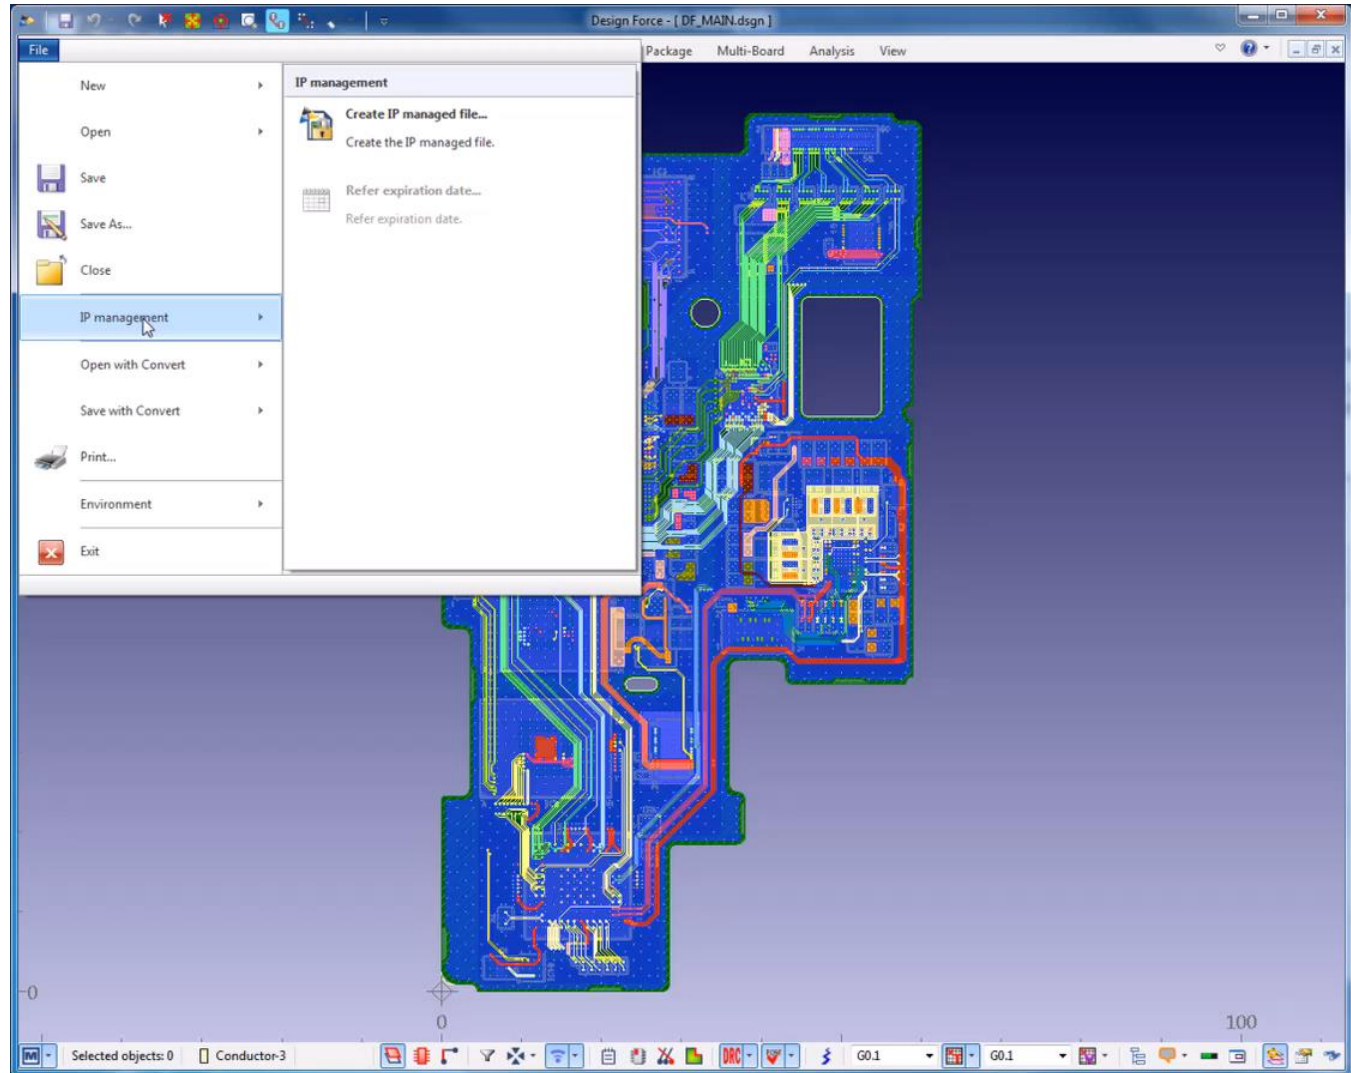 Design Force - [ DF_MAIN.dsgn ]
File
Package Multi-Board Analysis View
New
Open
Save
Save As...
Close
IP management
Open with Convert
Save with Convert
Print...
Environment
Exit
IP management
Create IP managed file...
Create the IP managed file.
Refer expiration date...
Refer expiration date.
0
0
100
M Selected objects: 0 Conductor-3 DRC G0.1 G0.1